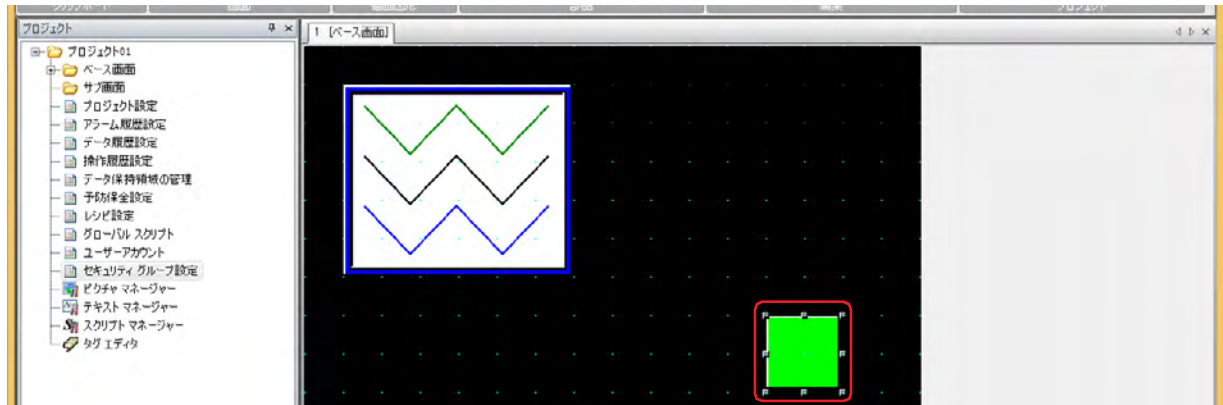 プロジェクト
プロジェクト01
ベース画面
サブ画面
プロジェクト設定
アラーム履歴設定
データ履歴設定
操作履歴設定
データ保持領域の管理
予防保全設定
レシピ設定
グローバル スクリプト
ユーザーアカウント
セキュリティ グループ設定
ピクチャ マネージャー
テキスト マネージャー
スクリプト マネージャー
タグ エディタ
1 [ベース画面]